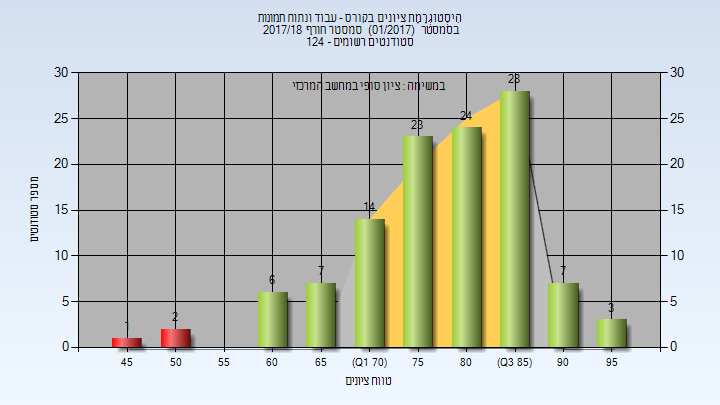 היסטוגרמת ציונים בקורס - עבוד ונתוח תמונות
בסמסטר (01/2017) סמסטר חורף 2017/18
סטודנטים רשומים - 124
במשימה : ציון סופי במחשב המרכזי
מספר סטודנטים
30 25 20 15 10 5 0
1 2 6 7 14 23 24 28 7 3
30 25 20 15 10 5 0
45 50 55 60 65 (Q1 70) 75 80 (Q3 85) 90 95
טווח ציונים